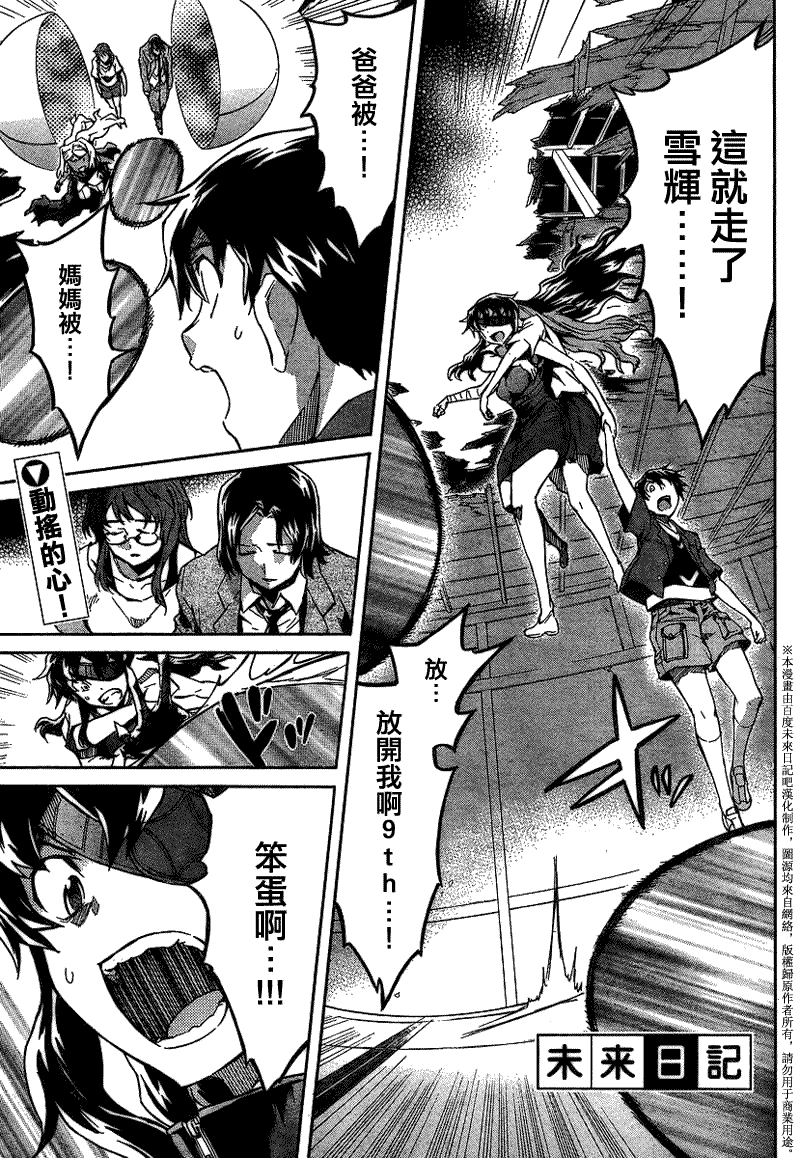 這就走了
雪輝……！
爸爸被…！
媽媽被…！
▼動搖的心！
放…
放開我啊9th…！
笨蛋啊…!!!
未来日記
※本漫畫由百度未來日記吧漢化制作，圖源均來自網絡，版權歸原作者所有，請勿用于商業用途。